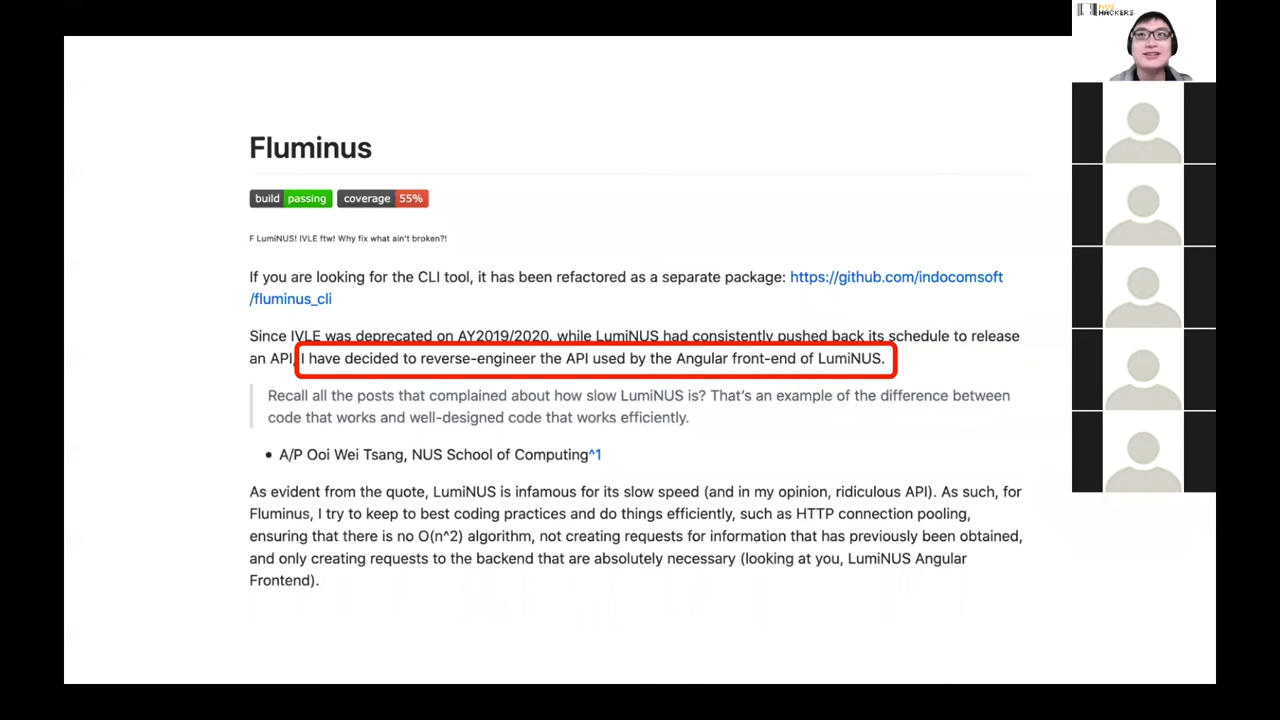 NUS
HACKERS
Fluminus
build passing coverage 55%
F LumiNUS! IVLE ftw! Why fix what ain't broken?!
If you are looking for the CLI tool, it has been refactored as a separate package: https://github.com/indocomsoft
/fluminus_cli
Since IVLE was deprecated on AY2019/2020, while LumiNUS had consistently pushed back its schedule to release
an API, I have decided to reverse-engineer the API used by the Angular front-end of LumiNUS.
Recall all the posts that complained about how slow LumiNUS is? That's an example of the difference between
code that works and well-designed code that works efficiently.
• A/P Ooi Wei Tsang, NUS School of Computing^1
As evident from the quote, LumiNUS is infamous for its slow speed (and in my opinion, ridiculous API). As such, for
Fluminus, I try to keep to best coding practices and do things efficiently, such as HTTP connection pooling,
ensuring that there is no O(n^2) algorithm, not creating requests for information that has previously been obtained,
and only creating requests to the backend that are absolutely necessary (looking at you, LumiNUS Angular
Frontend).